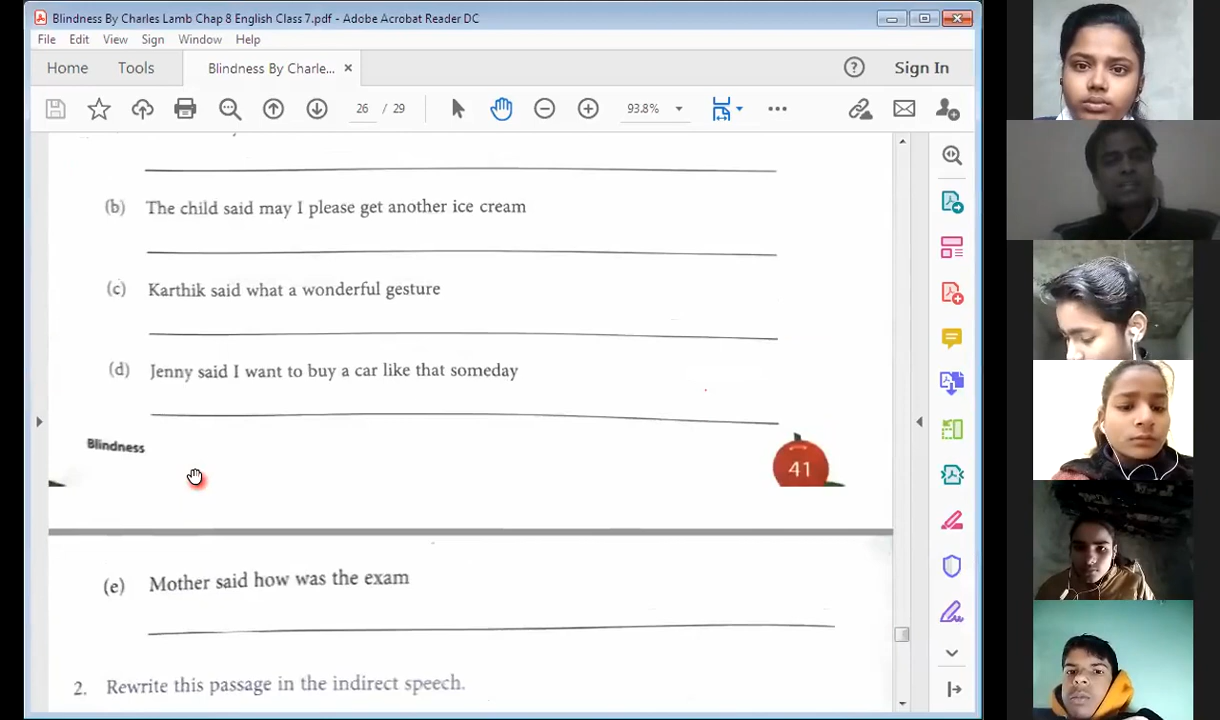 Blindness By Charles Lamb Chap 8 English Class 7.pdf - Adobe Acrobat Reader DC
File Edit View Sign Window Help
Home Tools Blindness By Charle... × ? Sign In
26 / 29 93.8%
(b) The child said may I please get another ice cream
(c) Karthik said what a wonderful gesture
(d) Jenny said I want to buy a car like that someday
Blindness
41
(e) Mother said how was the exam
2. Rewrite this passage in the indirect speech.